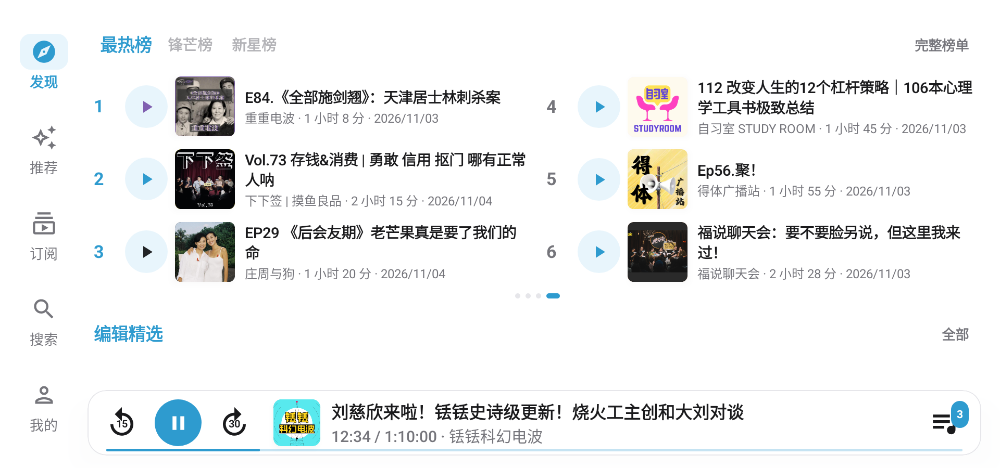 最热榜 锋芒榜 新星榜 完整榜单
发现
推荐
订阅
搜索
我的
1
E84.《全部施剑翘》：天津居士林刺杀案
重重电波 · 1 小时 8 分 · 2026/11/03
2
Vol.73 存钱&消费 | 勇敢 信用 抠门 哪有正常
人呐
下下签 | 摸鱼良品 · 2 小时 15 分 · 2026/11/04
下下签
Vol.73
3
EP29 《后会友期》老芒果真是要了我们的
命
庄周与狗 · 1 小时 20 分 · 2026/11/04
4
自习室
STUDYROOM
112 改变人生的12个杠杆策略｜106本心理
学工具书极致总结
自习室 STUDY ROOM · 1 小时 45 分 · 2026/11/03
5
得体
广播站
Ep56.聚！
得体广播站 · 1 小时 55 分 · 2026/11/03
6
福说聊天会：要不要脸另说，但这里我来
过！
福说聊天会 · 2 小时 28 分 · 2026/11/03
编辑精选 全部
15
30
铥铥
科幻电波
刘慈欣来啦！铥铥史诗级更新！烧火工主创和大刘对谈
12:34 / 1:10:00 · 铥铥科幻电波
3